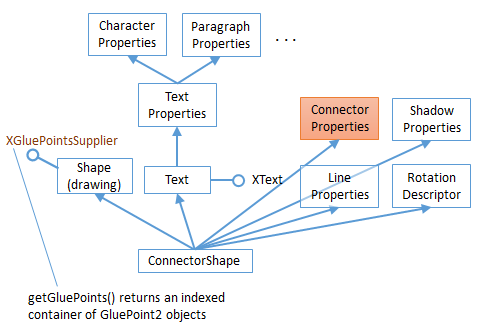 Character
Properties
Paragraph
Properties
. . .
Text
Properties
Connector
Properties
Shadow
Properties
XGluePointsSupplier
Shape
(drawing)
Text
XText
Line
Properties
Rotation
Descriptor
ConnectorShape
getGluePoints() returns an indexed
container of GluePoint2 objects